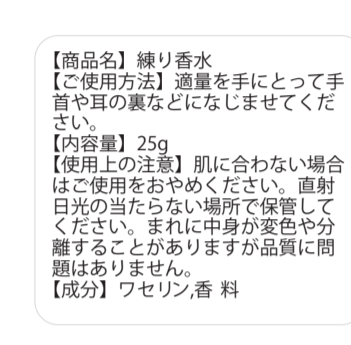 【商品名】練り香水
【ご使用方法】適量を手にとって手
首や耳の裏などになじませてくだ
さい。
【内容量】25g
【使用上の注意】肌に合わない場合
はご使用をおやめください。直射
日光の当たらない場所で保管して
ください。まれに中身が変色や分
離することがありますが品質に問
題はありません。
【成分】ワセリン,香 料